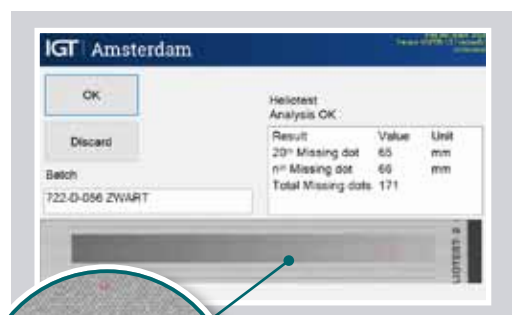 IGT Amsterdam
OK
Discard
Batch
722-D-056 ZWART
Heliotest
Analysis OK
Result Value Unit
20th Missing dot 65 mm
nth Missing dot 66 mm
Total Missing dots 171